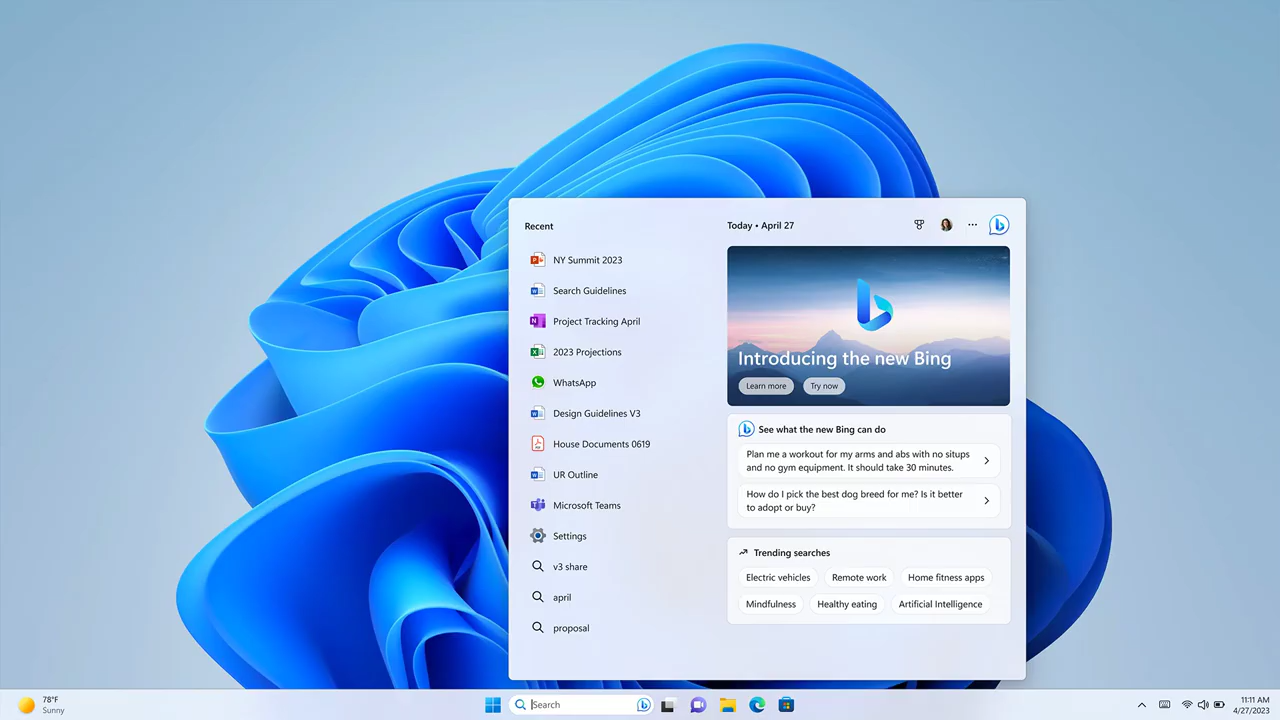 Recent
NY Summit 2023
Search Guidelines
Project Tracking April
2023 Projections
WhatsApp
Design Guidelines V3
House Documents 0619
UR Outline
Microsoft Teams
Settings
v3 share
april
proposal
Today • April 27
Introducing the new Bing
Learn more
Try now
See what the new Bing can do
Plan me a workout for my arms and abs with no situps
and no gym equipment. It should take 30 minutes.
How do I pick the best dog breed for me? Is it better
to adopt or buy?
Trending searches
Electric vehicles
Remote work
Home fitness apps
Mindfulness
Healthy eating
Artificial Intelligence
78°F
Sunny
Search
11:11 AM
4/27/2023